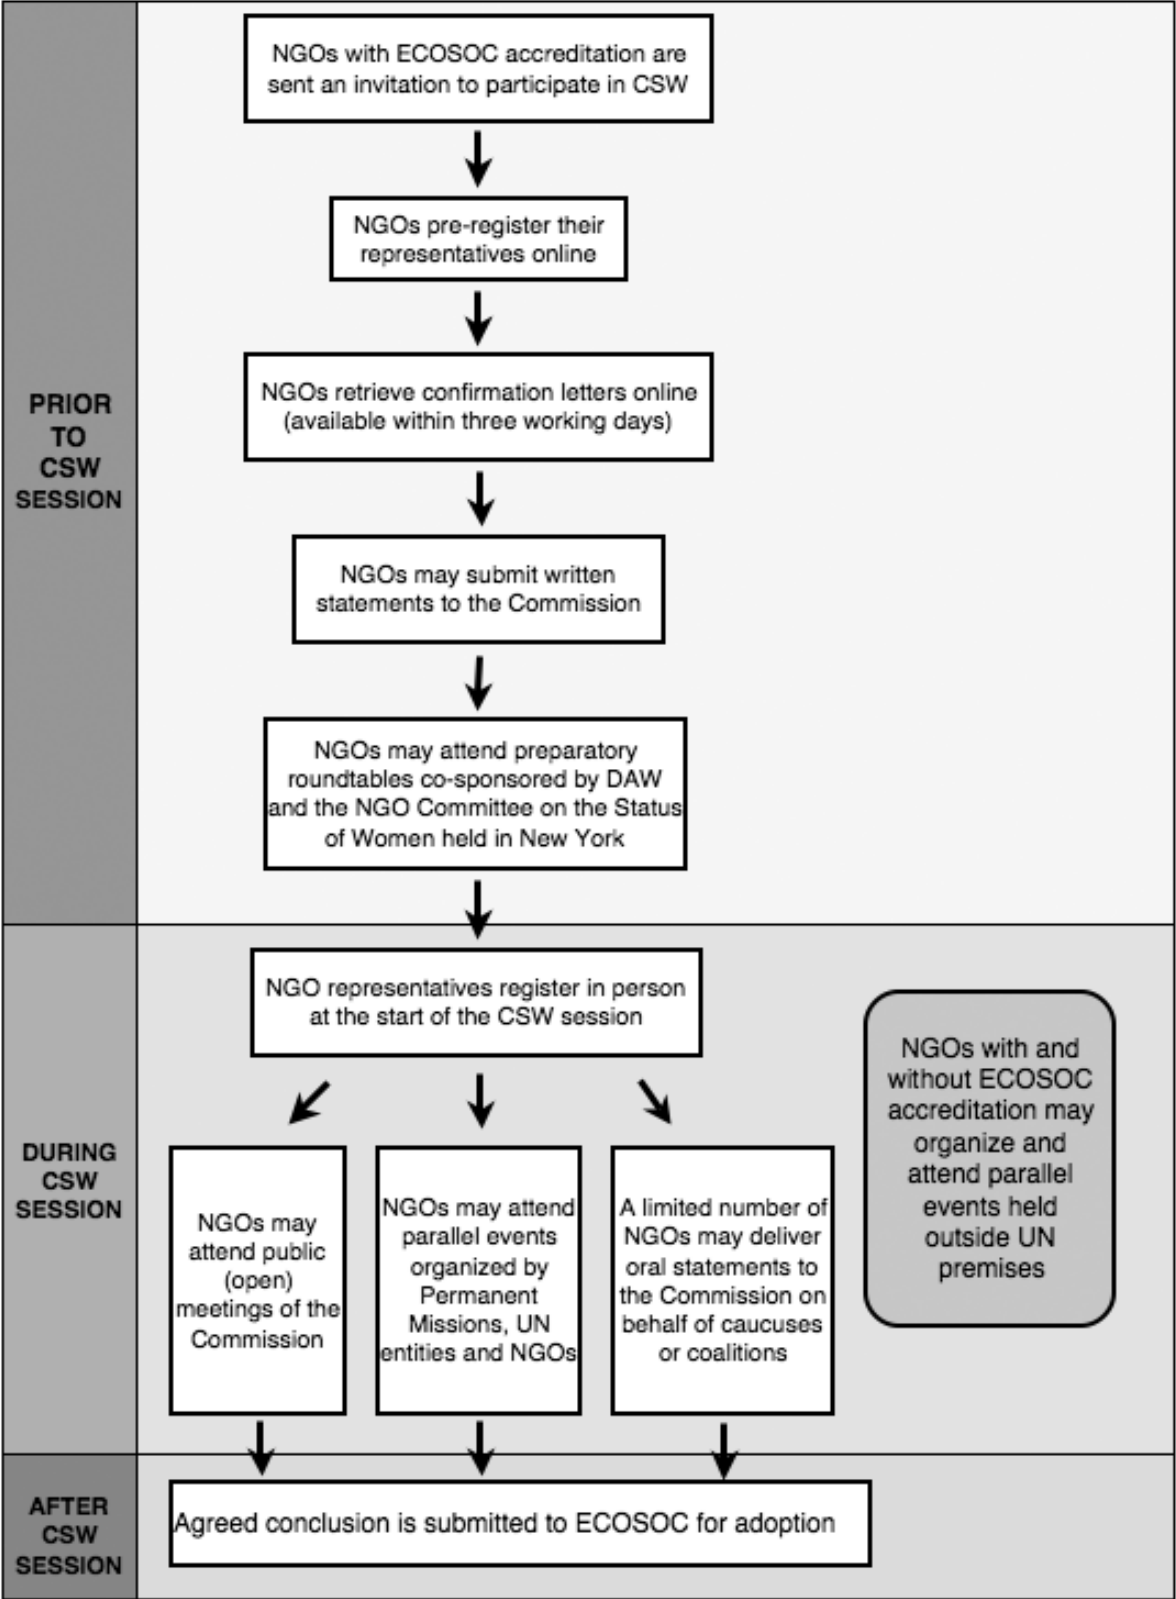 NGOs with ECOSOC accreditation are
sent an invitation to participate in CSW
NGOs pre-register their
representatives online
NGOs retrieve confirmation letters online
(available within three working days)
PRIOR
TO
CSW
SESSION
NGOs may submit written
statements to the Commission
NGOs may attend preparatory
roundtables co-sponsored by DAW
and the NGO Committee on the Status
of Women held in New York
NGO representatives register in person
at the start of the CSW session
DURING
CSW
SESSION
NGOs may
attend public
(open)
meetings of the
Commission
NGOs may attend
parallel events
organized by
Permanent
Missions, UN
entities and NGOs
A limited number of
NGOs may deliver
oral statements to
the Commission on
behalf of caucuses
or coalitions
NGOs with and
without ECOSOC
accreditation may
organize and
attend parallel
events held
outside UN
premises
AFTER
CSW
SESSION
Agreed conclusion is submitted to ECOSOC for adoption